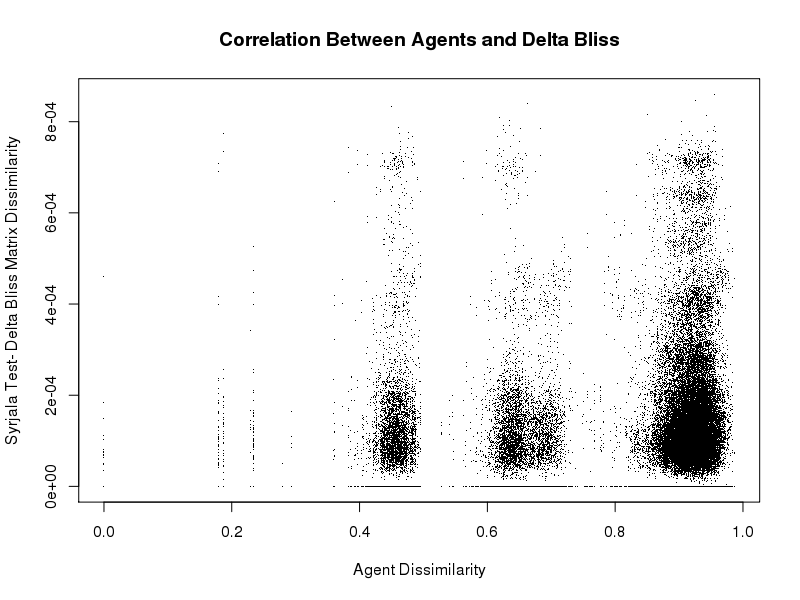 Correlation Between Agents and Delta Bliss
Syrjala Test- Delta Bliss Matrix Dissimilarity
8e-04
6e-04
4e-04
2e-04
0e+00
0.0 0.2 0.4 0.6 0.8 1.0
Agent Dissimilarity